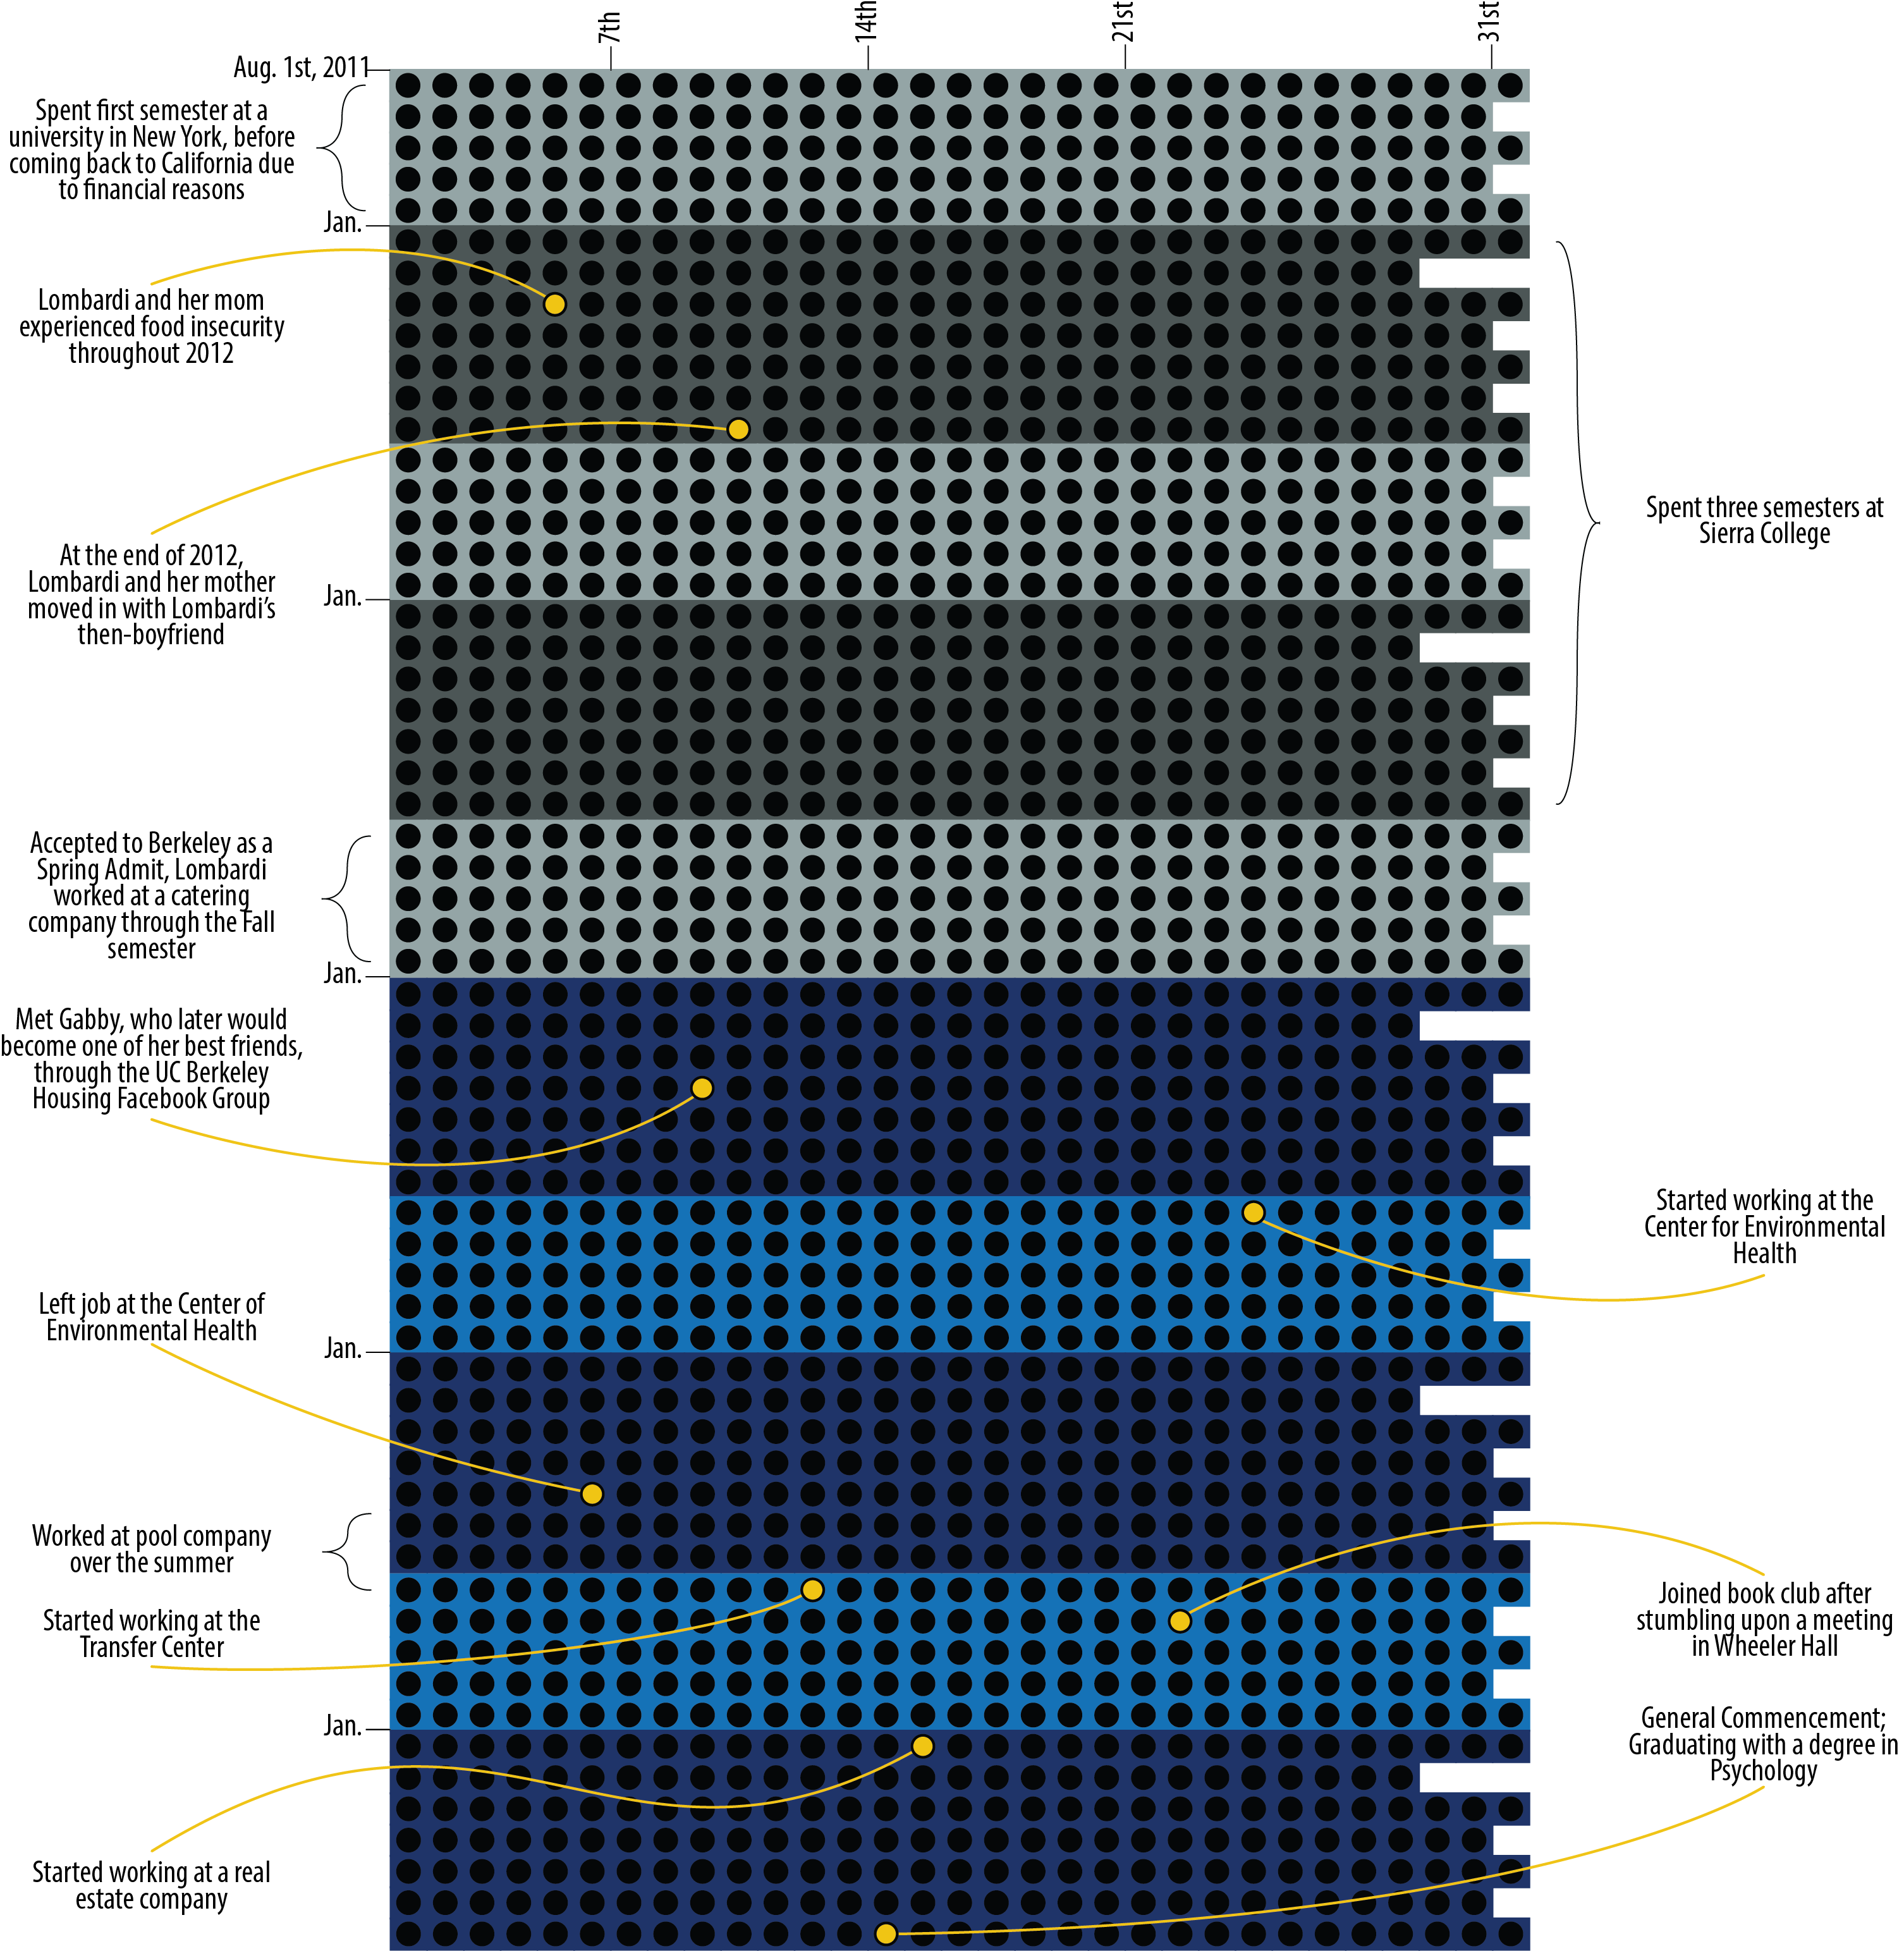 7th
14th
21st
31st
Aug. 1st, 2011
Spent first semester at a
university in New York, before
coming back to California due
to financial reasons
Jan.
Lombardi and her mom
experienced food insecurity
throughout 2012
Spent three semesters at
Sierra College
At the end of 2012,
Lombardi and her mother
moved in with Lombardi’s
then-boyfriend
Jan.
Accepted to Berkeley as a
Spring Admit, Lombardi
worked at a catering
company through the Fall
semester
Jan.
Met Gabby, who later would
become one of her best friends,
through the UC Berkeley
Housing Facebook Group
Started working at the
Center for Environmental
Health
Left job at the Center of
Environmental Health
Jan.
Worked at pool company
over the summer
Started working at the
Transfer Center
Joined book club after
stumbling upon a meeting
in Wheeler Hall
Jan.
General Commencement;
Graduating with a degree in
Psychology
Started working at a real
estate company